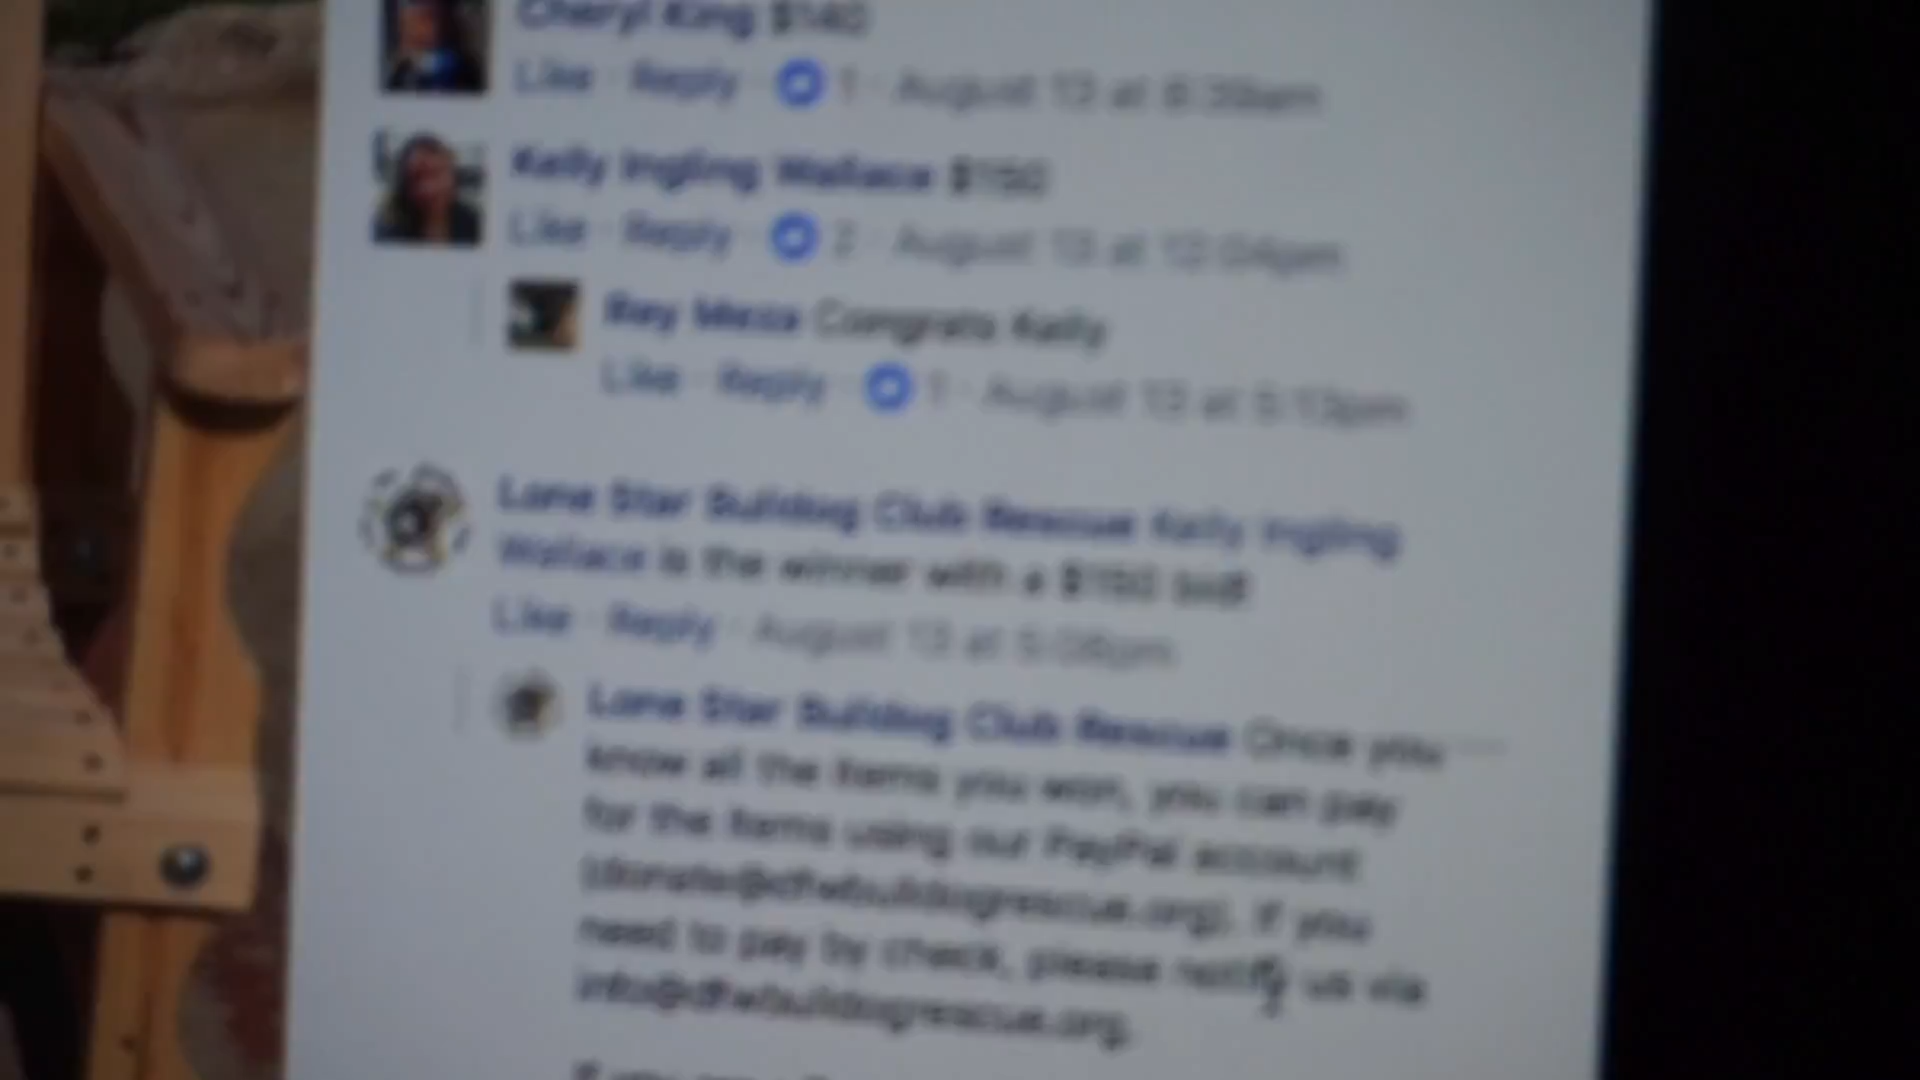 Cheryl King $140
Like · Reply · 1 · August 13 at 8:39am
Kelly Ingling Wallace $150
Like · Reply · 2 · August 13 at 12:04pm
Rey Meza Congrats Kelly
Like · Reply · 1 · August 13 at 5:13pm
Lone Star Bulldog Club Rescue Kelly Ingling
Wallace is the winner with a $150 bid!
Like · Reply · August 13 at 5:08pm
Lone Star Bulldog Club Rescue Once you
know all the items you won, you can pay
for the items using our PayPal account
(donate@dfwbulldogrescue.org). If you
need to pay by check, please notify us via
info@dfwbulldogrescue.org.